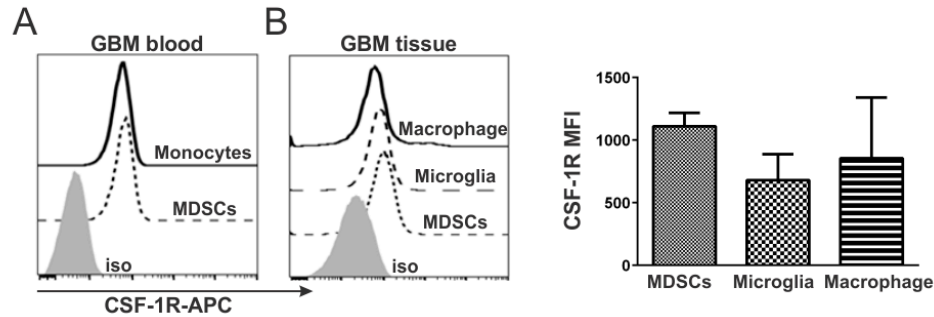 A
GBM blood
Monocytes
MDSCs
iso
B
GBM tissue
Macrophage
Microglia
MDSCs
iso
CSF-1R-APC
CSF-1R MFI
1500
1000
500
0
MDSCs Microglia Macrophage